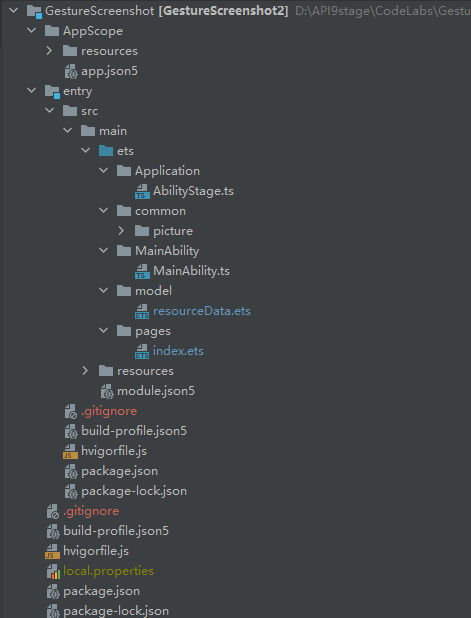 GestureScreenshot [GestureScreenshot2] D:\API9stage\CodeLabs\Gestu
AppScope
resources
app.json5
entry
src
main
ets
Application
AbilityStage.ts
common
picture
MainAbility
MainAbility.ts
model
resourceData.ets
pages
index.ets
resources
module.json5
.gitignore
build-profile.json5
hvigorfile.js
package.json
package-lock.json
.gitignore
build-profile.json5
hvigorfile.js
local.properties
package.json
package-lock.json